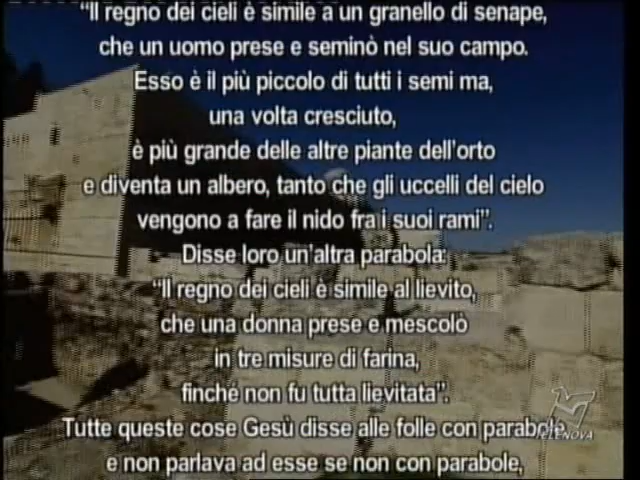 “Il regno dei cieli è simile a un granello di senape,
che un uomo prese e seminò nel suo campo.
Esso è il più piccolo di tutti i semi ma,
una volta cresciuto,
è più grande delle altre piante dell’orto
e diventa un albero, tanto che gli uccelli del cielo
vengono a fare il nido fra i suoi rami”.
Disse loro un’altra parabola:
“Il regno dei cieli è simile al lievito,
che una donna prese e mescolò
in tre misure di farina,
finché non fu tutta lievitata”.
Tutte queste cose Gesù disse alle folle con parabole,
e non parlava ad esse se non con parabole,
TELENOVA